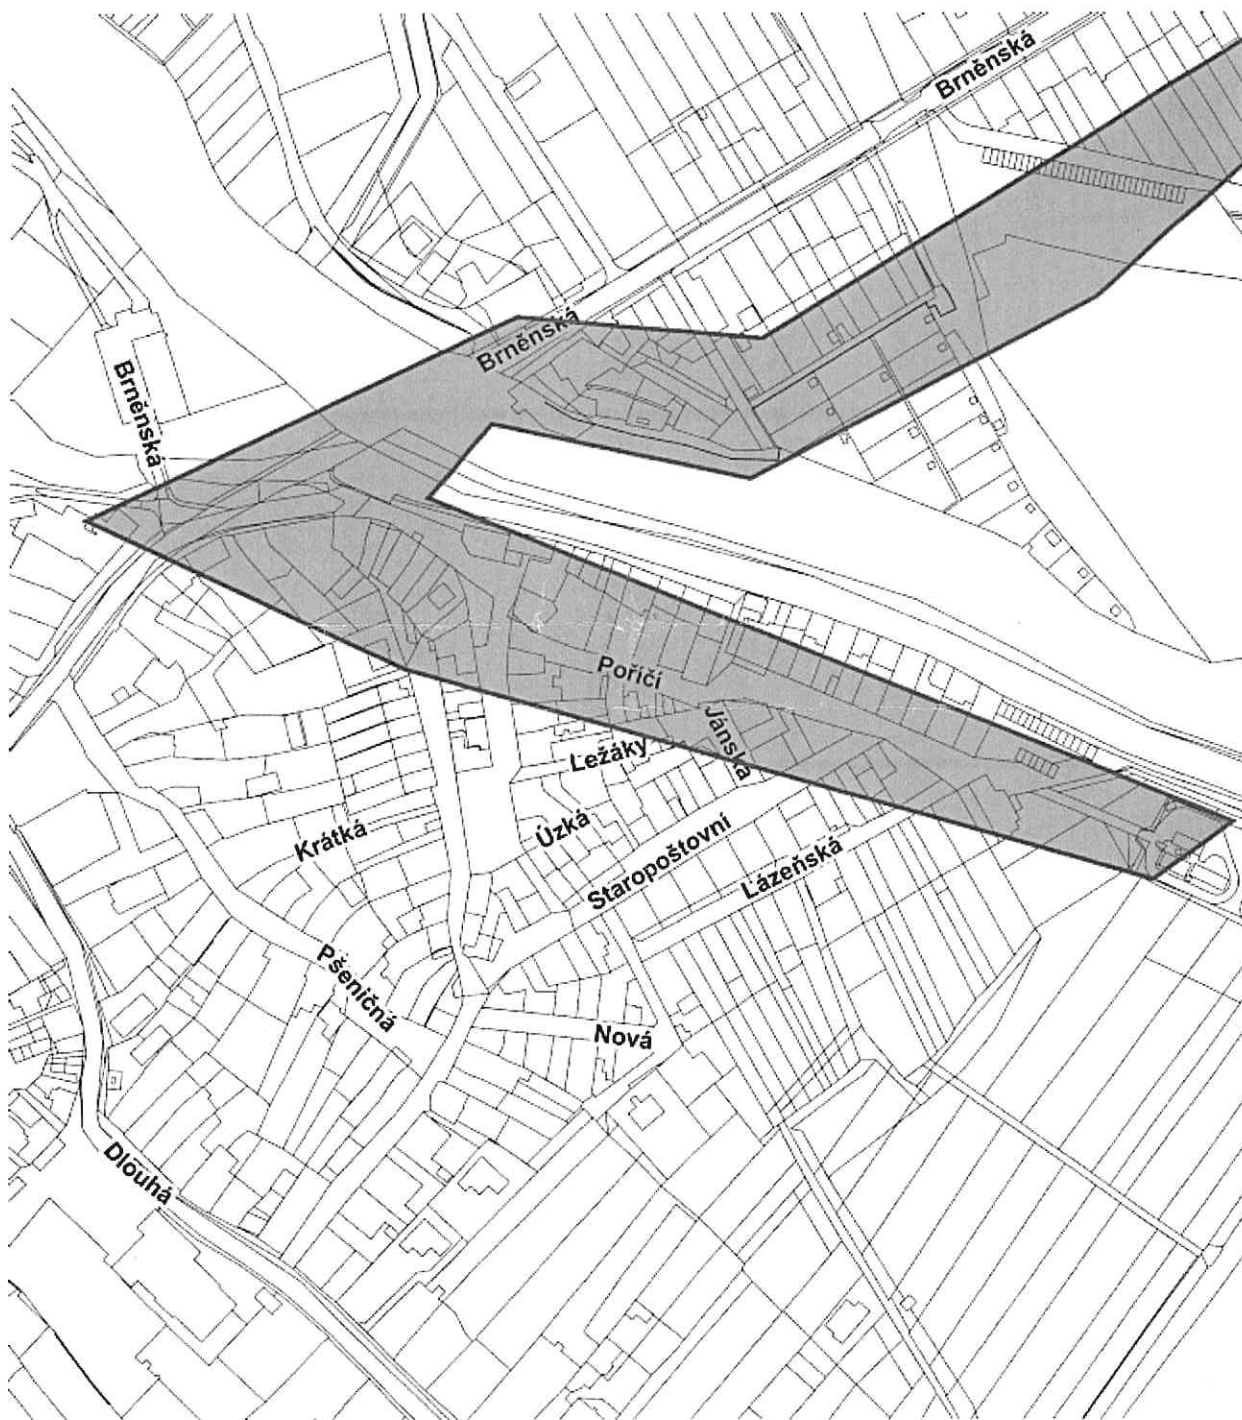 Brněnská
Brněnská
Brněnská
Poříčí
Jánská
Ležáky
Úzká
Krátká
Staropoštovní
Lázeňská
Pšeničná
Nová
Dlouhá